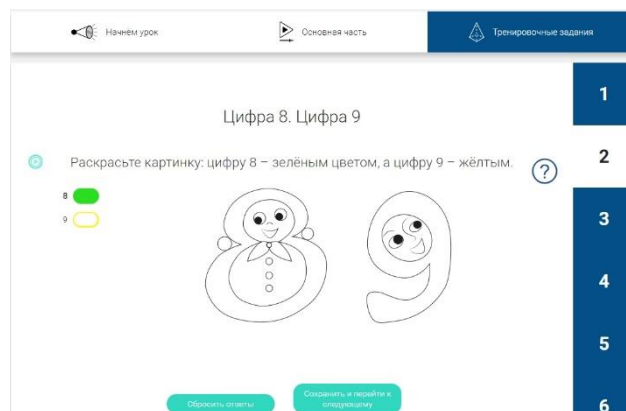 Начнем урок
Основная часть
Тренировочные задания
1
Цифра 8. Цифра 9
Раскрасьте картинку: цифру 8 – зелёным цветом, а цифру 9 – жёлтым.
?
2
8
9
3
4
5
Сбросить ответы
Сохранить и перейти к
следующему
6